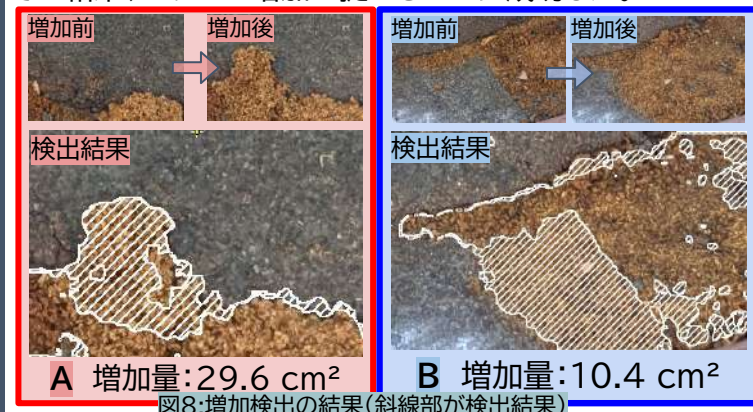 増加前
増加後
検出結果
A 増加量:29.6 cm²
増加前
増加後
検出結果
B 増加量:10.4 cm²
図8:増加検出の結果(斜線部が検出結果)